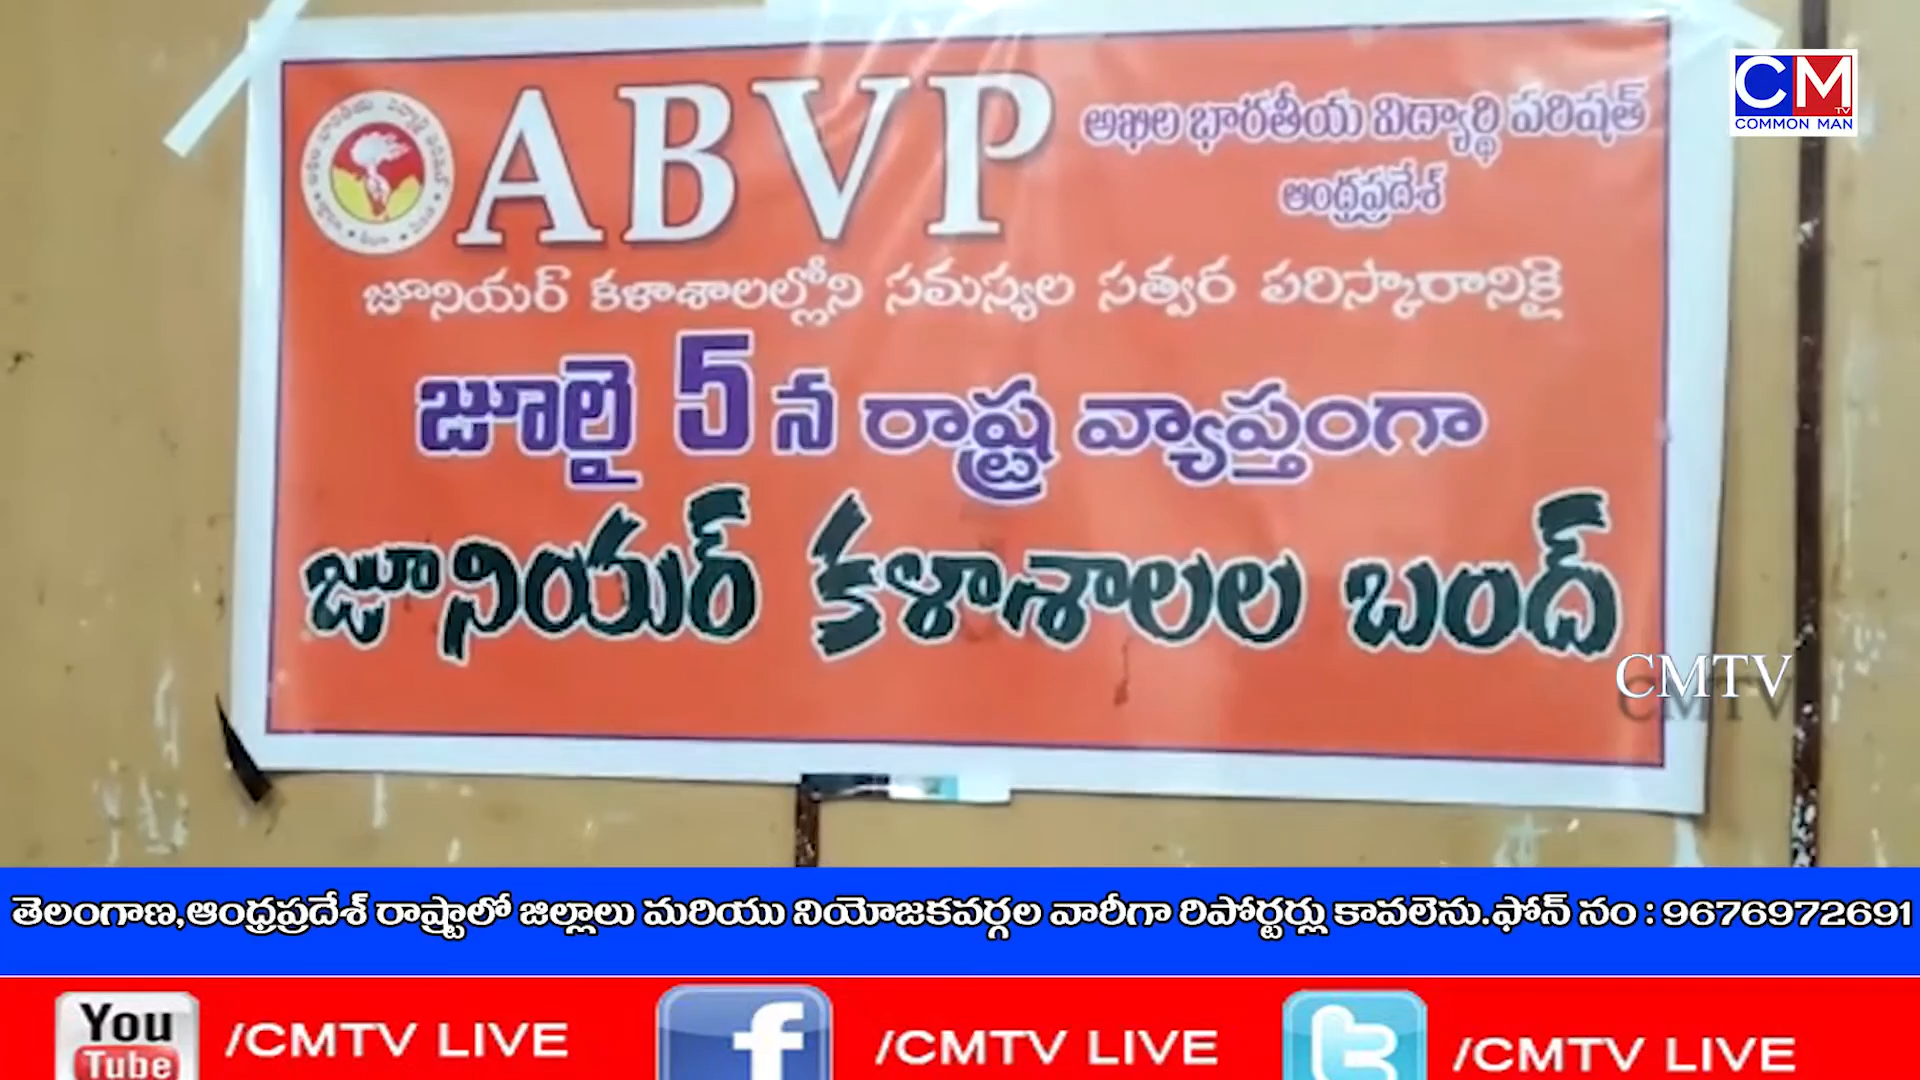 ABVP
అఖిల భారతీయ విద్యార్థి పరిషత్
ఆంధ్రప్రదేశ్
జూనియర్ కళాశాలల్లోని సమస్యల సత్వర పరిస్కారానికై
జూలై 5 న రాష్ట్ర వ్యాప్తంగా
జూనియర్ కళాశాలల బంద్
CM
TV
COMMON MAN
CMTV
తెలంగాణ,ఆంధ్రప్రదేశ్ రాష్ట్రాలో జిల్లాలు మరియు నియోజకవర్గల వారీగా రిపోర్టర్లు కావలెను.ఫోన్ నం : 9676972691
You Tube /CMTV LIVE
f /CMTV LIVE
t /CMTV LIVE